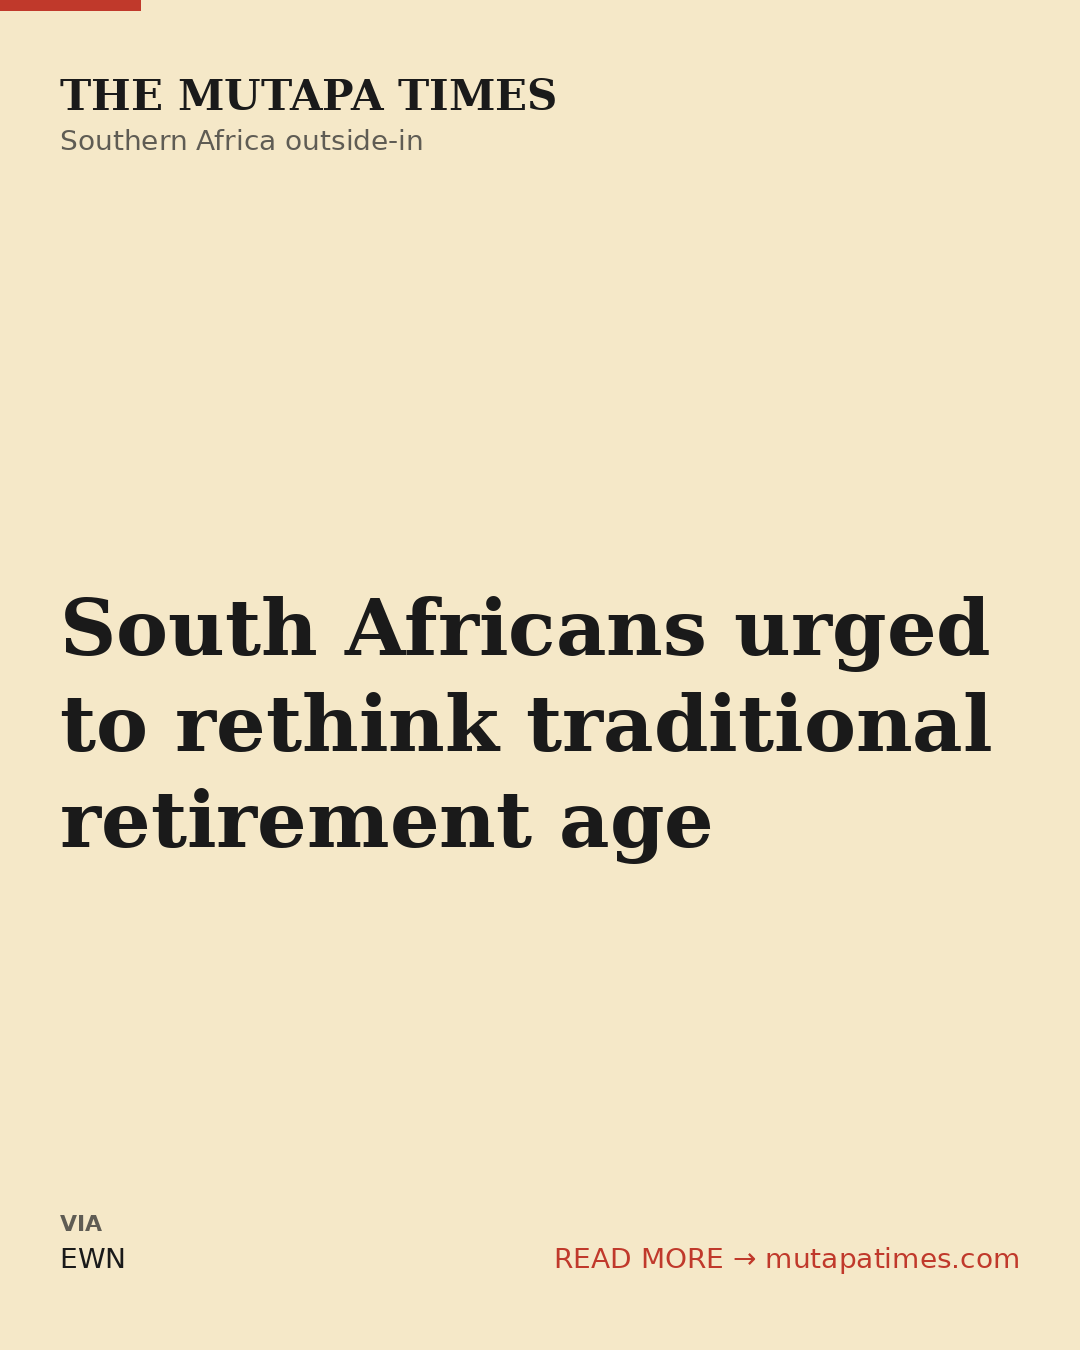 THE MUTAPA TIMES
Southern Africa outside-in
South Africans urged
to rethink traditional
retirement age
VIA
EWN
READ MORE → mutapatimes.com